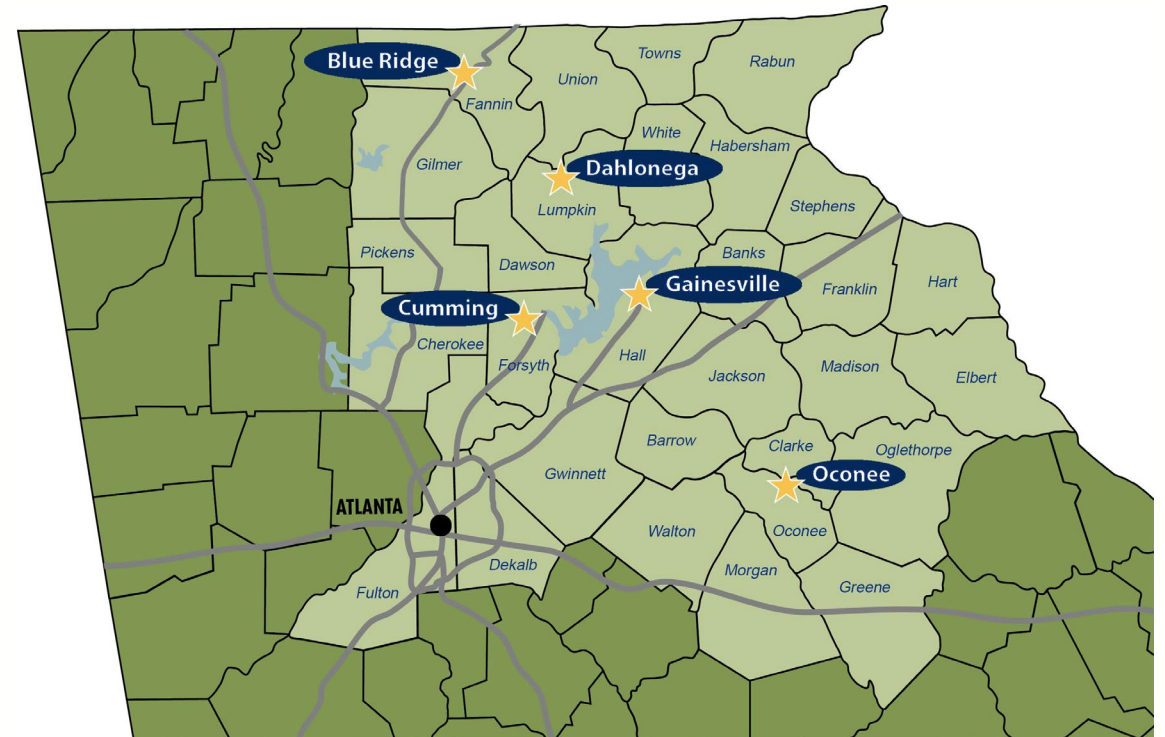 Towns
Rabun
Blue Ridge
Union
Fannin
White
Habersham
Gilmer
Dahlonega
Lumpkin
Stephens
Pickens
Dawson
Banks
Gainesville
Franklin
Hart
Cumming
Cherokee
Forsyth
Hall
Jackson
Madison
Elbert
Barrow
Clarke
Oglethorpe
Gwinnett
Oconee
ATLANTA
Walton
Oconee
Dekalb
Morgan
Greene
Fulton